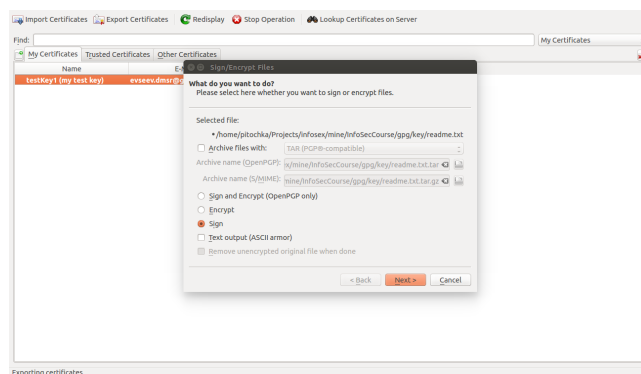 Import Certificates Export Certificates Redisplay Stop Operation Lookup Certificates on Server
Find: My Certificates
My Certificates Trusted Certificates Other Certificates
Name
testKey1 (my test key) evseev.dmsr@g
Sign/Encrypt Files
What do you want to do?
Please select here whether you want to sign or encrypt files.
Selected file:
• /home/pitochka/Projects/infosex/mine/InfoSecCourse/gpg/key/readme.txt
Archive files with: TAR (PGP®-compatible)
Archive name (OpenPGP): x/mine/InfoSecCourse/gpg/key/readme.txt.tar
Archive name (S/MIME): mine/InfoSecCourse/gpg/key/readme.txt.tar.gz
Sign and Encrypt (OpenPGP only)
Encrypt
Sign
Text output (ASCII armor)
Remove unencrypted original file when done
< Back Next > Cancel
Exporting certificates